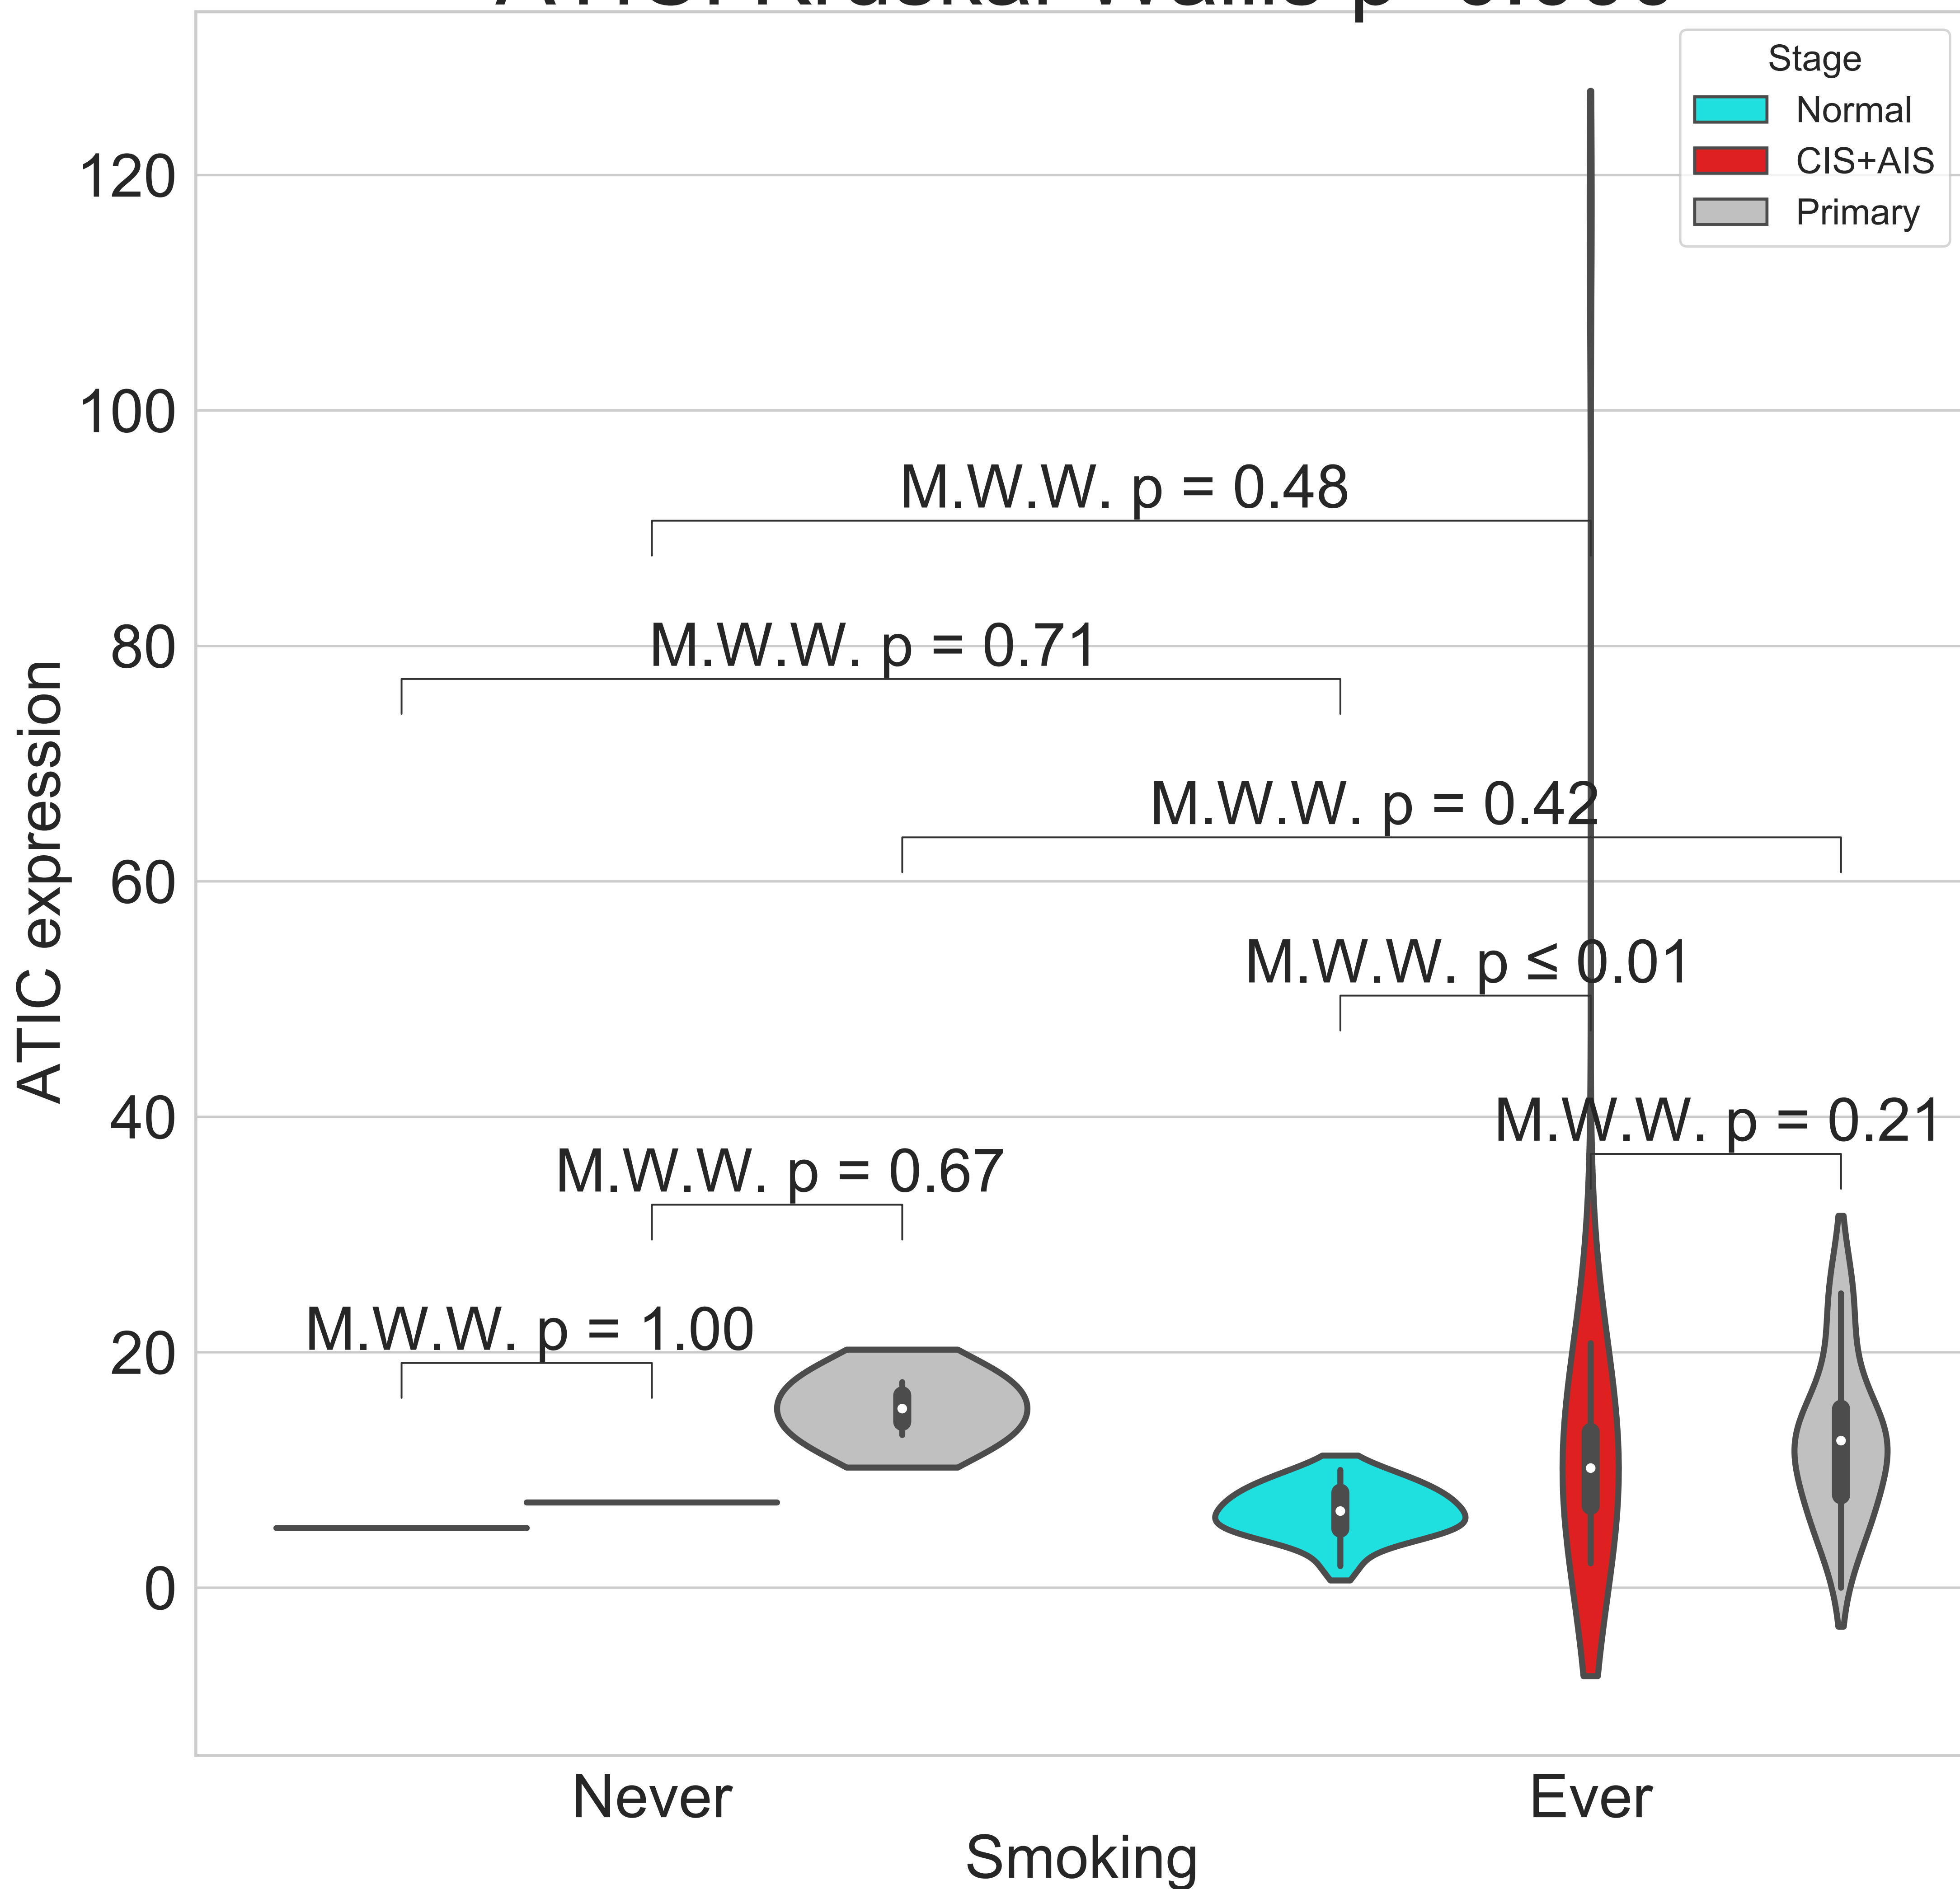 Stage
Normal
CIS+AIS
Primary
120
100
80
60
40
20
0
ATIC expression
M.W.W. p = 0.48
M.W.W. p = 0.71
M.W.W. p = 0.42
M.W.W. p ≤ 0.01
M.W.W. p = 0.21
M.W.W. p = 0.67
M.W.W. p = 1.00
Never
Ever
Smoking